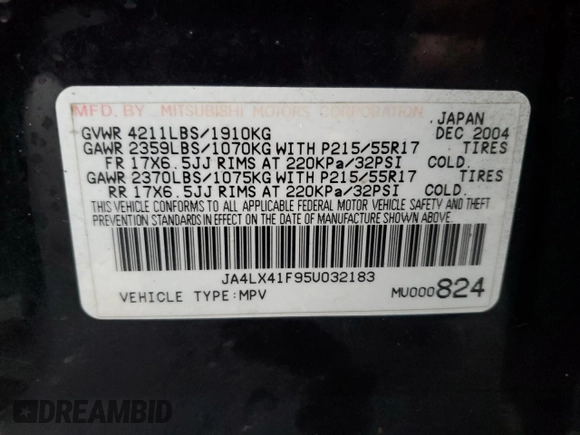 MFD. BY MITSUBISHI MOTORS CORPORATION
JAPAN
GVWR 4211LBS/1910KG DEC 2004
GAWR 2359LBS/1070KG WITH P215/55R17 TIRES
FR 17X6.5JJ RIMS AT 220KPa/32PSI COLD.
GAWR 2370LBS/1075KG WITH P215/55R17 TIRES
RR 17X6.5JJ RIMS AT 220KPa/32PSI COLD.
THIS VEHICLE CONFORMS TO ALL APPLICABLE FEDERAL MOTOR VEHICLE SAFETY AND THEFT
PREVENTION STANDARDS IN EFFECT ON THE DATE OF MANUFACTURE SHOWN ABOVE.
JA4LX41F95U032183
VEHICLE TYPE:MPV MU000824
DREAMBID